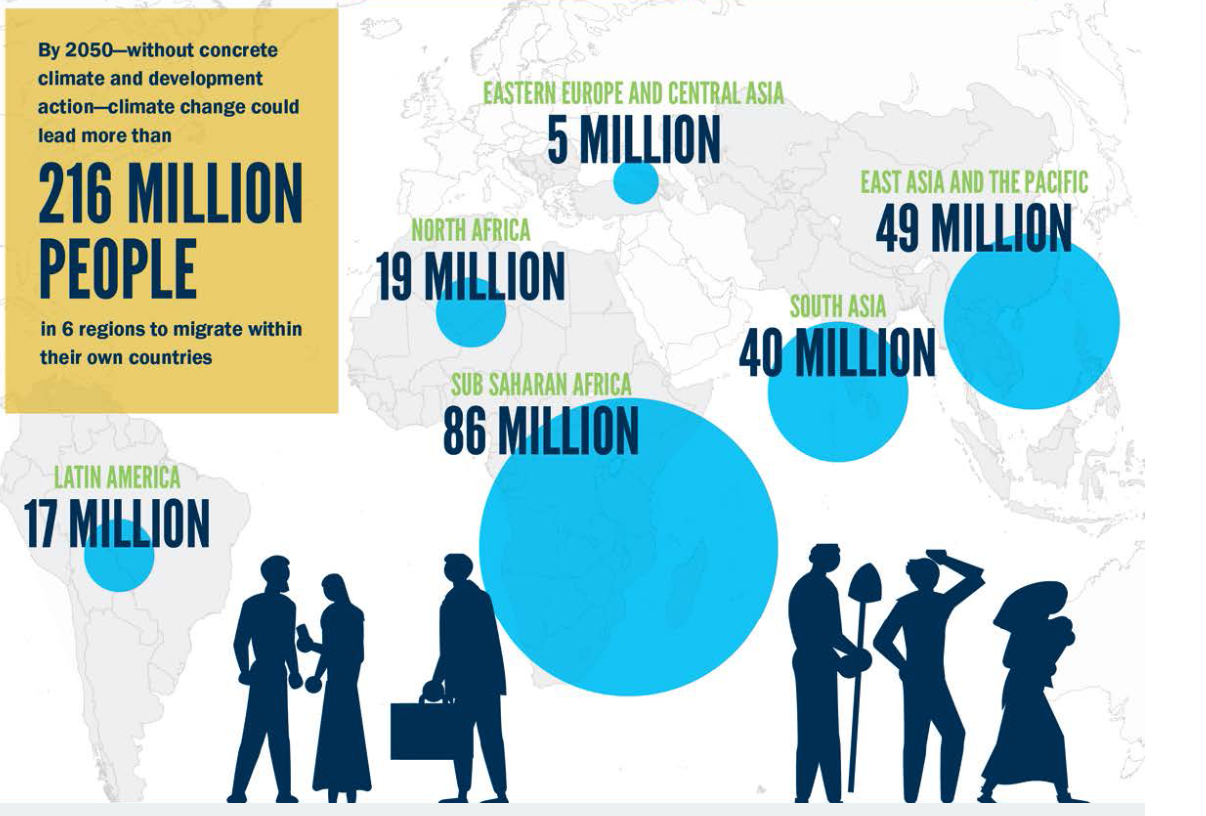 By 2050—without concrete
climate and development
action—climate change could
lead more than
216 MILLION
PEOPLE
in 6 regions to migrate within
their own countries
EASTERN EUROPE AND CENTRAL ASIA
5 MILLION
EAST ASIA AND THE PACIFIC
49 MILLION
NORTH AFRICA
19 MILLION
SOUTH ASIA
40 MILLION
SUB SAHARAN AFRICA
86 MILLION
LATIN AMERICA
17 MILLION